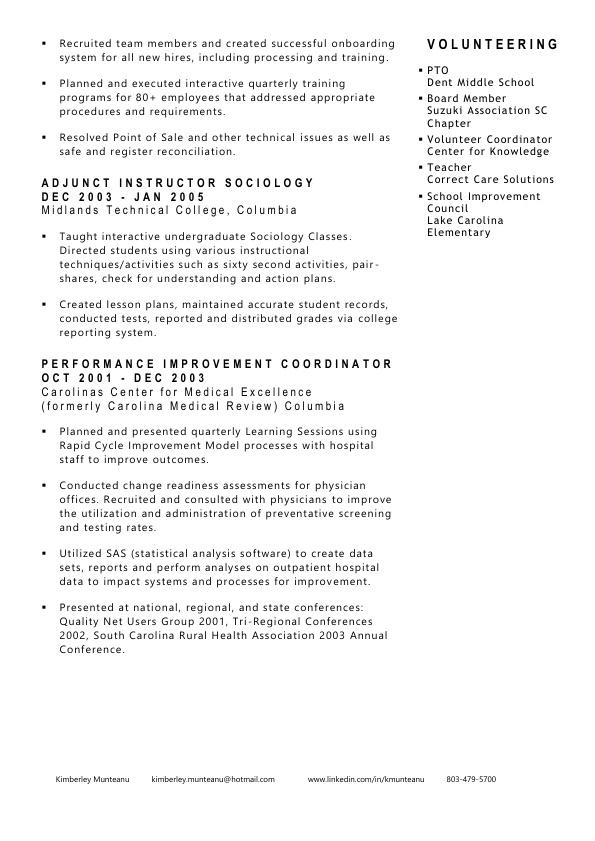 ▪ Recruited team members and created successful onboarding
system for all new hires, including processing and training.
▪ Planned and executed interactive quarterly training
programs for 80+ employees that addressed appropriate
procedures and requirements.
▪ Resolved Point of Sale and other technical issues as well as
safe and register reconciliation.
ADJUNCT INSTRUCTOR SOCIOLOGY
DEC 2003 - JAN 2005
Midlands Technical College, Columbia
▪ Taught interactive undergraduate Sociology Classes.
Directed students using various instructional
techniques/activities such as sixty second activities, pair-
shares, check for understanding and action plans.
▪ Created lesson plans, maintained accurate student records,
conducted tests, reported and distributed grades via college
reporting system.
PERFORMANCE IMPROVEMENT COORDINATOR
OCT 2001 - DEC 2003
Carolinas Center for Medical Excellence
(formerly Carolina Medical Review) Columbia
▪ Planned and presented quarterly Learning Sessions using
Rapid Cycle Improvement Model processes with hospital
staff to improve outcomes.
▪ Conducted change readiness assessments for physician
offices. Recruited and consulted with physicians to improve
the utilization and administration of preventative screening
and testing rates.
▪ Utilized SAS (statistical analysis software) to create data
sets, reports and perform analyses on outpatient hospital
data to impact systems and processes for improvement.
▪ Presented at national, regional, and state conferences:
Quality Net Users Group 2001, Tri-Regional Conferences
2002, South Carolina Rural Health Association 2003 Annual
Conference.
VOLUNTEERING
▪ PTO
Dent Middle School
▪ Board Member
Suzuki Association SC
Chapter
▪ Volunteer Coordinator
Center for Knowledge
▪ Teacher
Correct Care Solutions
▪ School Improvement
Council
Lake Carolina
Elementary
Kimberley Munteanu kimberley.munteanu@hotmail.com www.linkedin.com/in/kmunteanu 803-479-5700